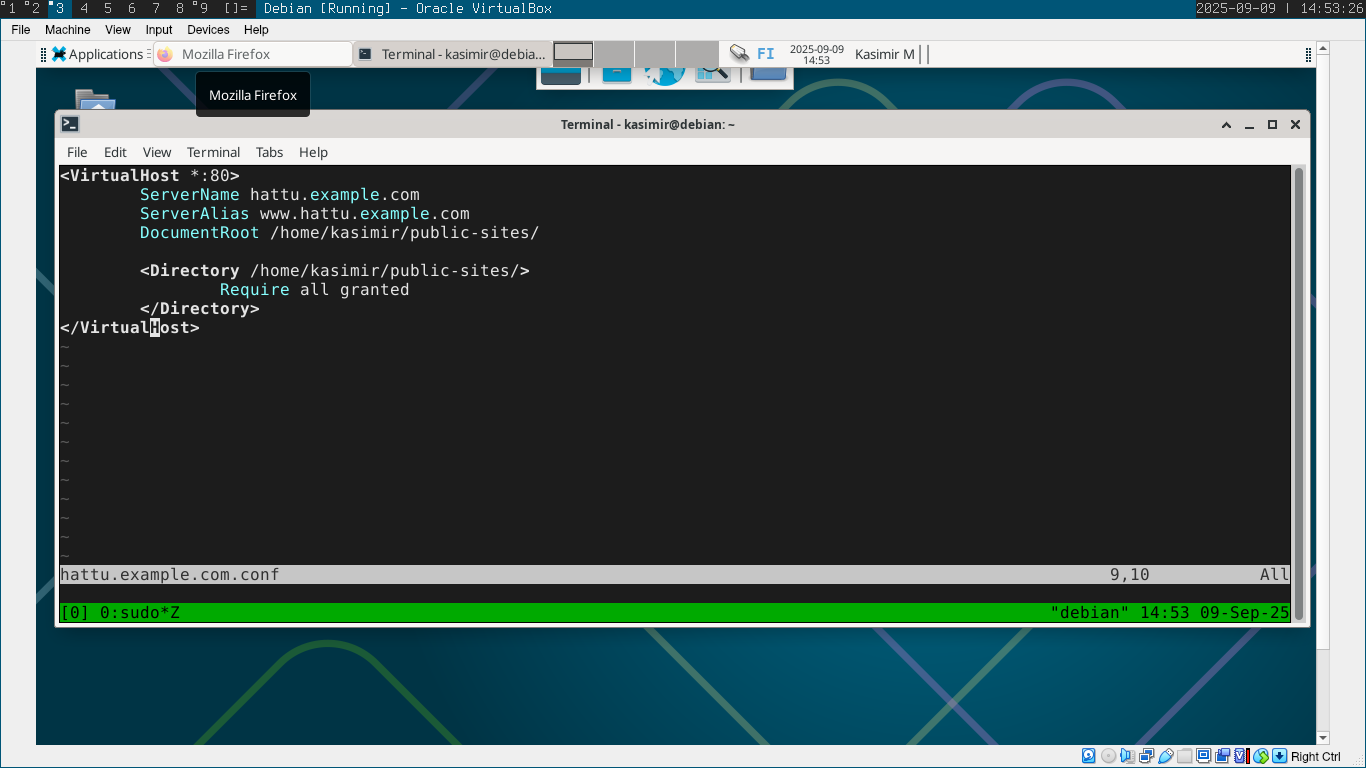 1 2 3 4 5 6 7 8 9 []= Debian [Running] - Oracle VirtualBox 2025-09-09 | 14:53:26
File Machine View Input Devices Help
Applications Mozilla Firefox Terminal - kasimir@debia... FI 2025-09-09 Kasimir M
14:53
Mozilla Firefox
Terminal - kasimir@debian: ~
File Edit View Terminal Tabs Help
<VirtualHost *:80>
        ServerName hattu.example.com
        ServerAlias www.hattu.example.com
        DocumentRoot /home/kasimir/public-sites/
        <Directory /home/kasimir/public-sites/>
                Require all granted
        </Directory>
</VirtualHost>
~
~
~
~
~
~
~
~
~
~
~
~
hattu.example.com.conf 9,10 All
[0] 0:sudo*Z "debian" 14:53 09-Sep-25
Right Ctrl